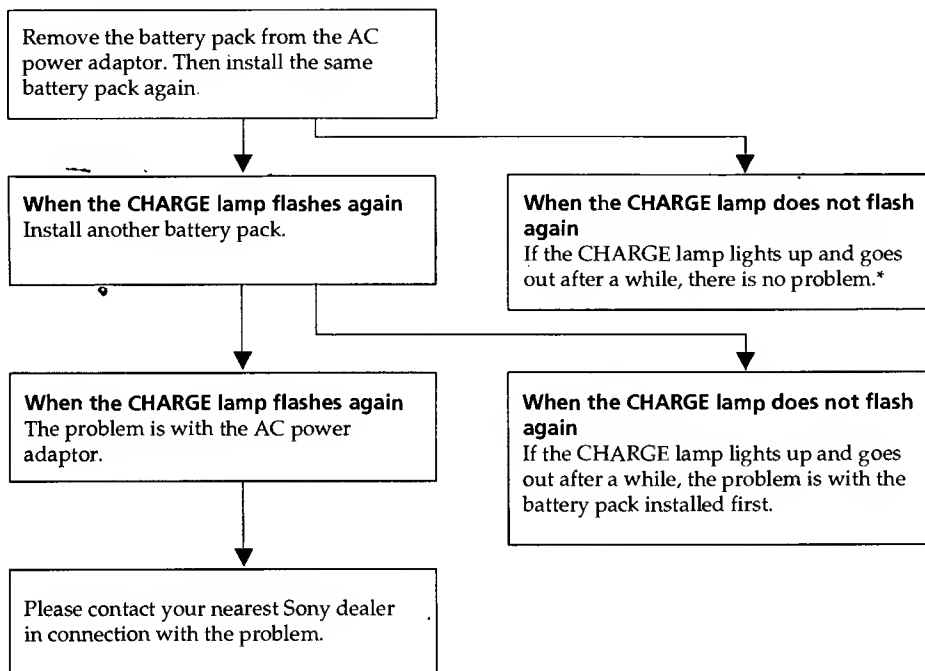 Remove the battery pack from the AC
power adaptor. Then install the same
battery pack again.
When the CHARGE lamp flashes again
Install another battery pack.
When the CHARGE lamp does not flash
again
If the CHARGE lamp lights up and goes
out after a while, there is no problem.*
When the CHARGE lamp flashes again
The problem is with the AC power
adaptor.
When the CHARGE lamp does not flash
again
If the CHARGE lamp lights up and goes
out after a while, the problem is with the
battery pack installed first.
Please contact your nearest Sony dealer
in connection with the problem.